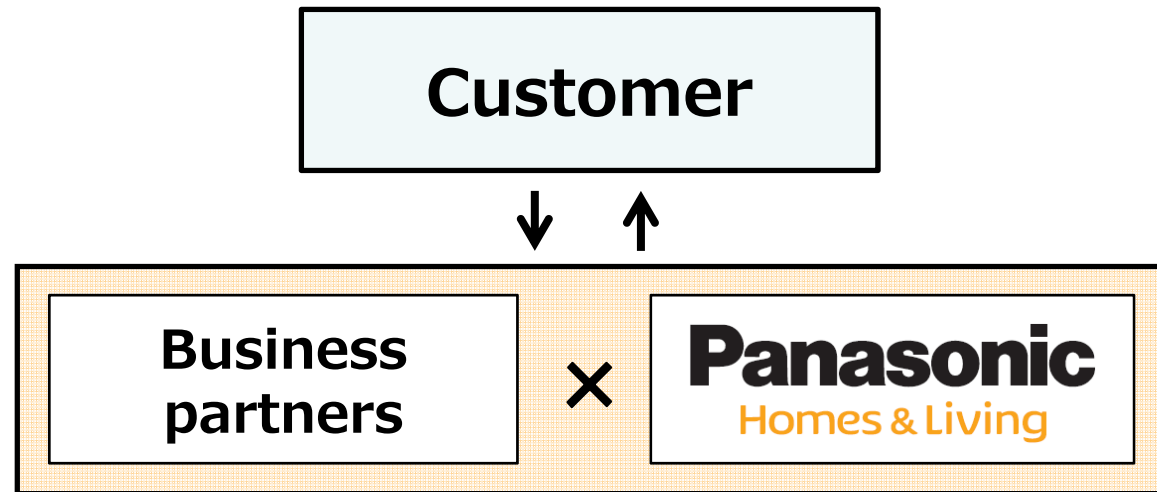 Customer
Business
partners
×
Panasonic
Homes & Living